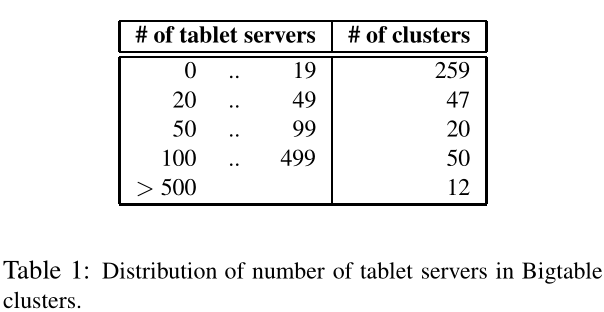 # of tablet servers # of clusters
0 .. 19 259
20 .. 49 47
50 .. 99 20
100 .. 499 50
> 500 12
Table 1: Distribution of number of tablet servers in Bigtable
clusters.